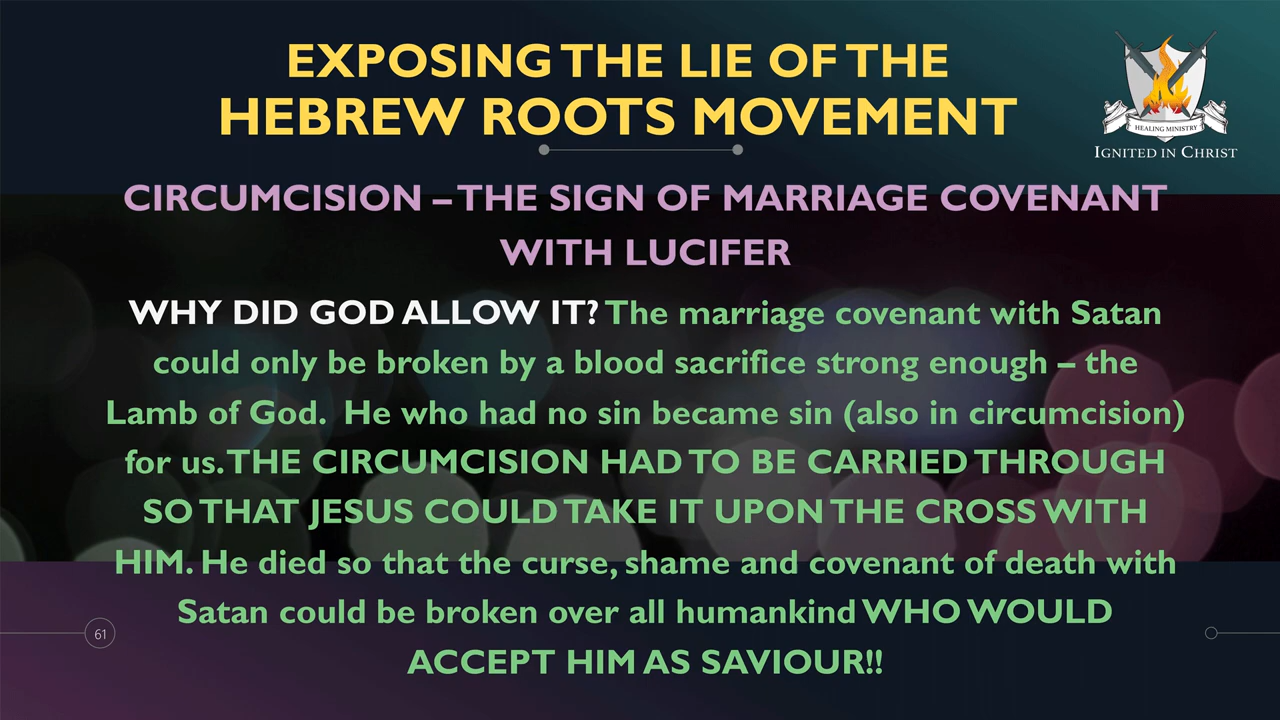 EXPOSING THE LIE OF THE
HEBREW ROOTS MOVEMENT
HEALING MINISTRY
IGNITED IN CHRIST
CIRCUMCISION – THE SIGN OF MARRIAGE COVENANT
WITH LUCIFER
WHY DID GOD ALLOW IT? The marriage covenant with Satan
could only be broken by a blood sacrifice strong enough – the
Lamb of God. He who had no sin became sin (also in circumcision)
for us. THE CIRCUMCISION HAD TO BE CARRIED THROUGH
SO THAT JESUS COULD TAKE IT UPON THE CROSS WITH
HIM. He died so that the curse, shame and covenant of death with
Satan could be broken over all humankind WHO WOULD
ACCEPT HIM AS SAVIOUR!!
61